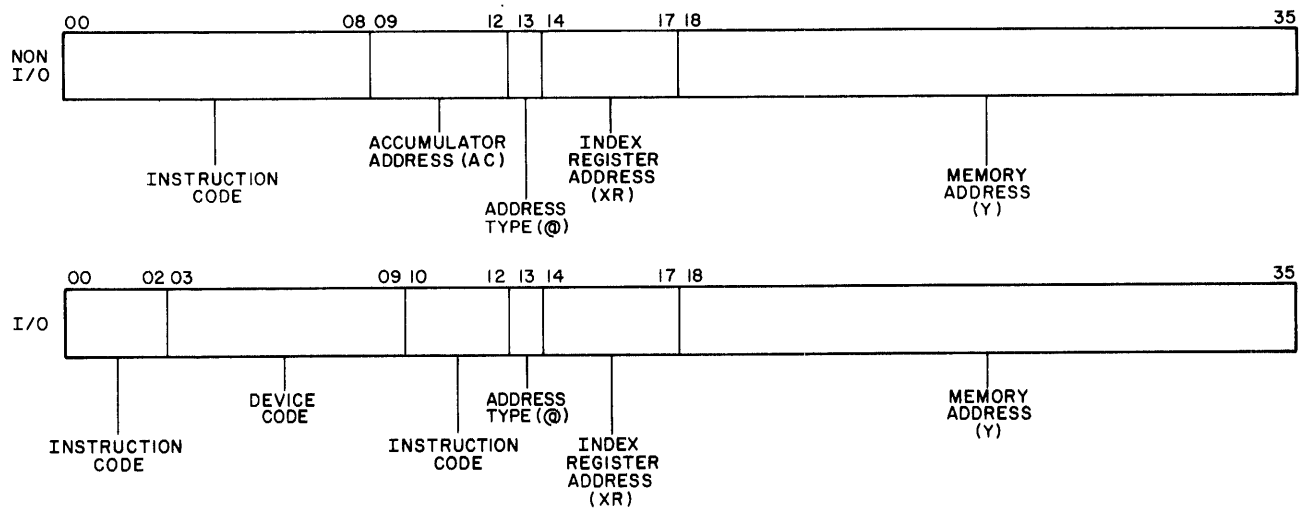 00 08 09 12 13 14 17 18 35
NON
I/O
ACCUMULATOR
ADDRESS (AC)
INDEX
REGISTER
ADDRESS
(XR)
INSTRUCTION
CODE
MEMORY
ADDRESS
(Y)
ADDRESS
TYPE (@)
00 02 03 09 10 12 13 14 17 18 35
I/O
DEVICE
CODE
ADDRESS
TYPE (@)
MEMORY
ADDRESS
(Y)
INSTRUCTION
CODE
INSTRUCTION
CODE
INDEX
REGISTER
ADDRESS
(XR)